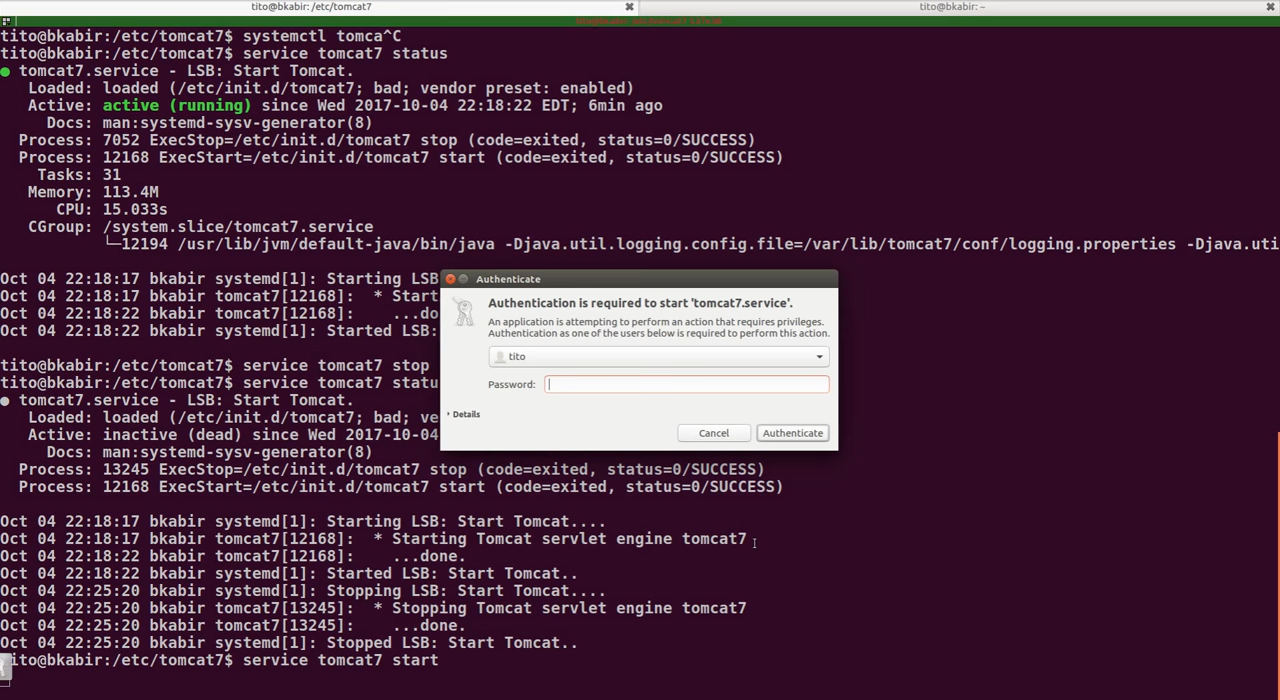 tito@bkabir: /etc/tomcat7
tito@bkabir: ~
tito@bkabir:/etc/tomcat7$ systemctl tomca^C
tito@bkabir:/etc/tomcat7$ service tomcat7 status
● tomcat7.service - LSB: Start Tomcat.
   Loaded: loaded (/etc/init.d/tomcat7; bad; vendor preset: enabled)
   Active: active (running) since Wed 2017-10-04 22:18:22 EDT; 6min ago
     Docs: man:systemd-sysv-generator(8)
  Process: 7052 ExecStop=/etc/init.d/tomcat7 stop (code=exited, status=0/SUCCESS)
  Process: 12168 ExecStart=/etc/init.d/tomcat7 start (code=exited, status=0/SUCCESS)
    Tasks: 31
   Memory: 113.4M
      CPU: 15.033s
   CGroup: /system.slice/tomcat7.service
           └─12194 /usr/lib/jvm/default-java/bin/java -Djava.util.logging.config.file=/var/lib/tomcat7/conf/logging.properties -Djava.uti
Oct 04 22:18:17 bkabir systemd[1]: Starting LSB
Oct 04 22:18:17 bkabir tomcat7[12168]:  * Start
Oct 04 22:18:22 bkabir tomcat7[12168]:    ...do
Oct 04 22:18:22 bkabir systemd[1]: Started LSB:
tito@bkabir:/etc/tomcat7$ service tomcat7 stop
tito@bkabir:/etc/tomcat7$ service tomcat7 statu
● tomcat7.service - LSB: Start Tomcat.
   Loaded: loaded (/etc/init.d/tomcat7; bad; ve
   Active: inactive (dead) since Wed 2017-10-04
     Docs: man:systemd-sysv-generator(8)
  Process: 13245 ExecStop=/etc/init.d/tomcat7 stop (code=exited, status=0/SUCCESS)
  Process: 12168 ExecStart=/etc/init.d/tomcat7 start (code=exited, status=0/SUCCESS)
Oct 04 22:18:17 bkabir systemd[1]: Starting LSB: Start Tomcat....
Oct 04 22:18:17 bkabir tomcat7[12168]:  * Starting Tomcat servlet engine tomcat7
Oct 04 22:18:22 bkabir tomcat7[12168]:    ...done.
Oct 04 22:18:22 bkabir systemd[1]: Started LSB: Start Tomcat..
Oct 04 22:25:20 bkabir systemd[1]: Stopping LSB: Start Tomcat....
Oct 04 22:25:20 bkabir tomcat7[13245]:  * Stopping Tomcat servlet engine tomcat7
Oct 04 22:25:20 bkabir tomcat7[13245]:    ...done.
Oct 04 22:25:20 bkabir systemd[1]: Stopped LSB: Start Tomcat..
tito@bkabir:/etc/tomcat7$ service tomcat7 start
Authenticate
Authentication is required to start 'tomcat7.service'.
An application is attempting to perform an action that requires privileges.
Authentication as one of the users below is required to perform this action.
tito
Password:
Details
Cancel
Authenticate